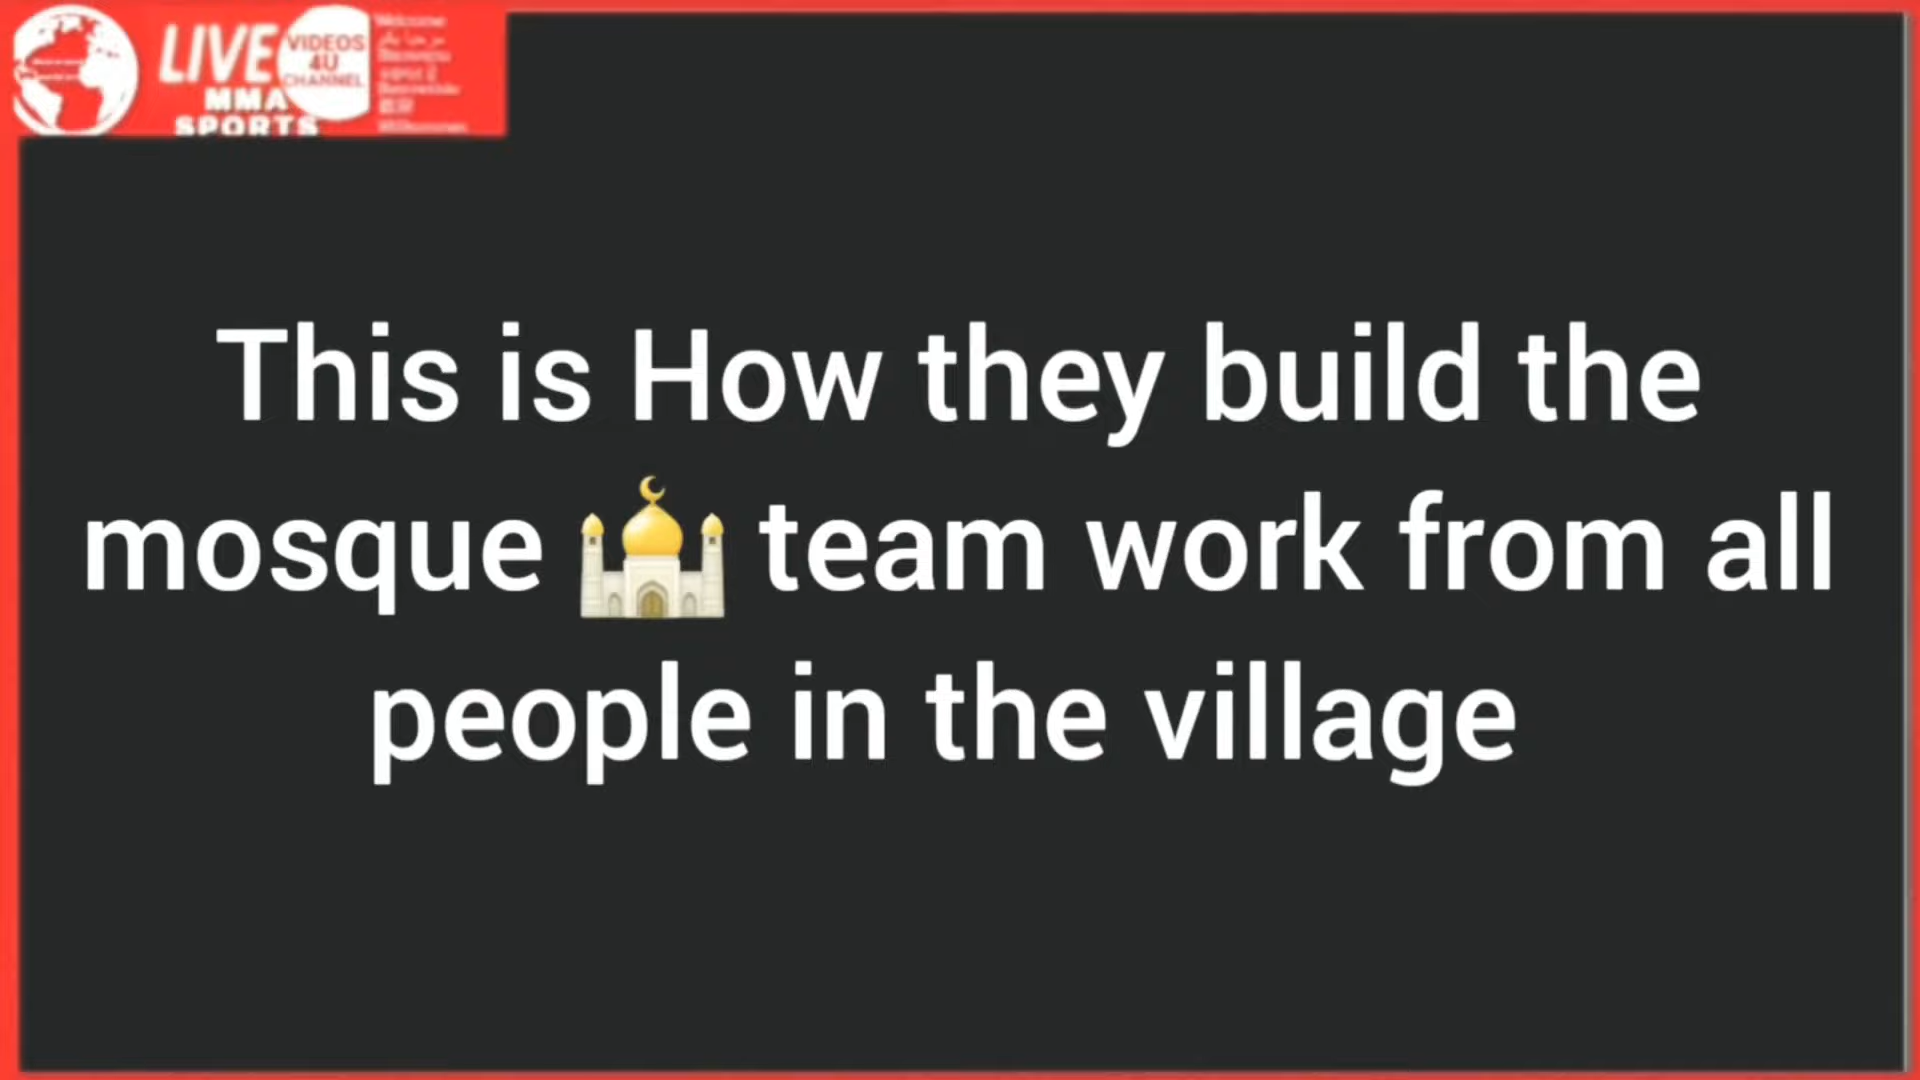 LIVE
VIDEOS
4U
CHANNEL
MMA
SPORTS
Welcome
This is How they build the
mosque 🕌 team work from all
people in the village